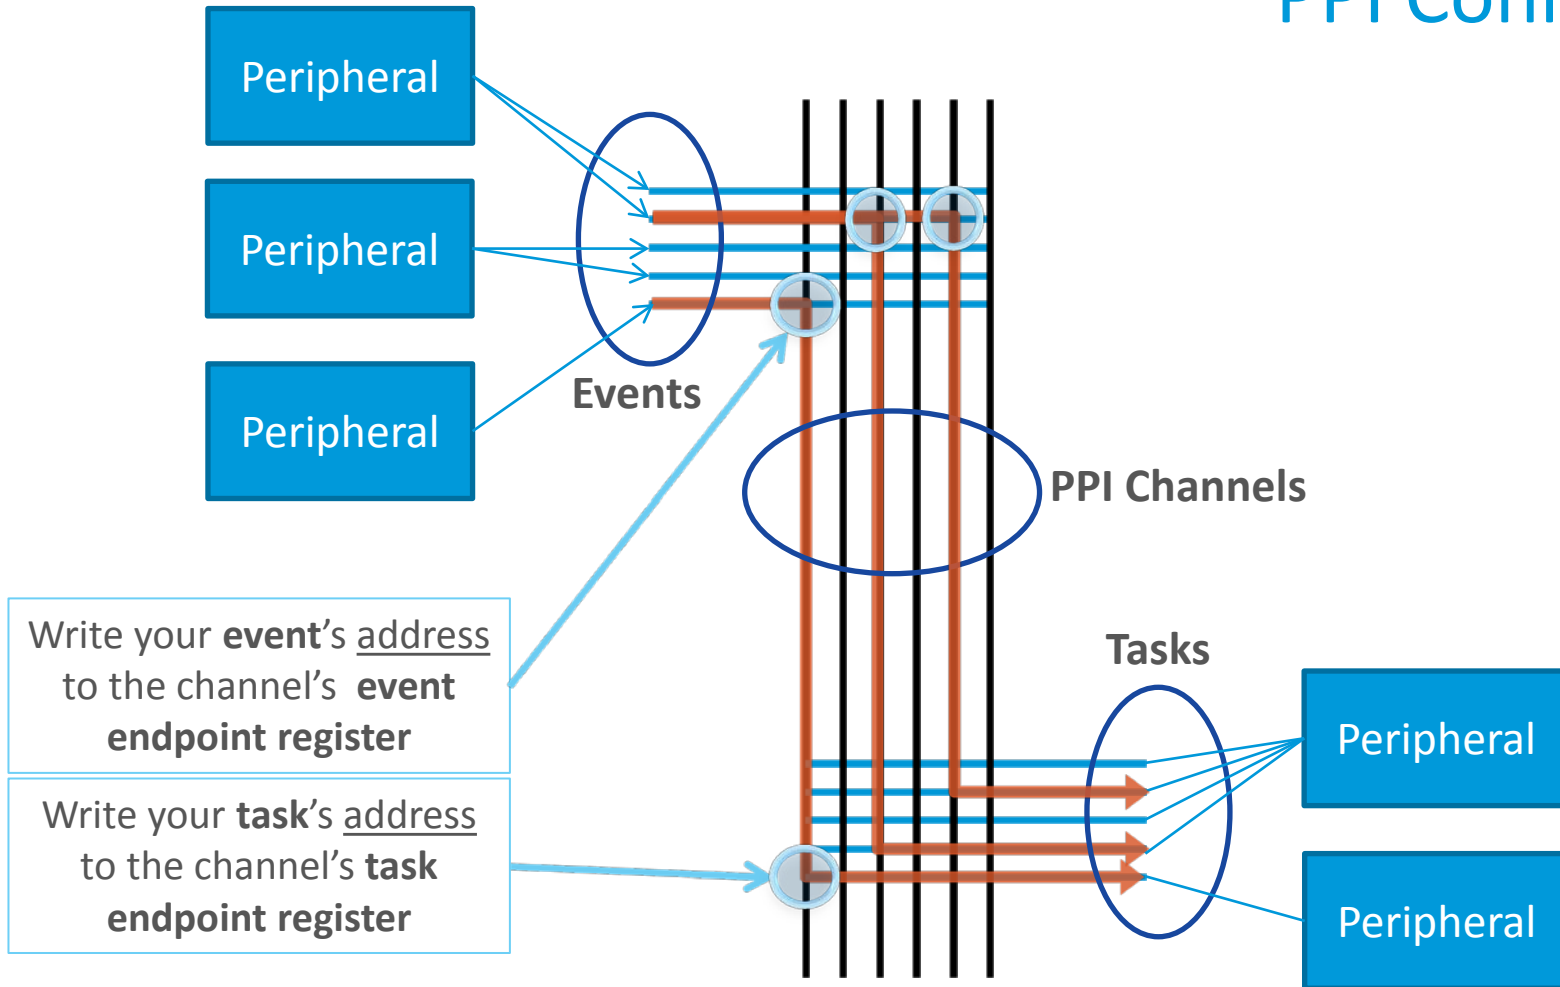 PPI
Peripheral
Peripheral
Peripheral
Events
PPI Channels
Write your event's address
to the channel's event
endpoint register
Tasks
Write your task's address
to the channel's task
endpoint register
Peripheral
Peripheral